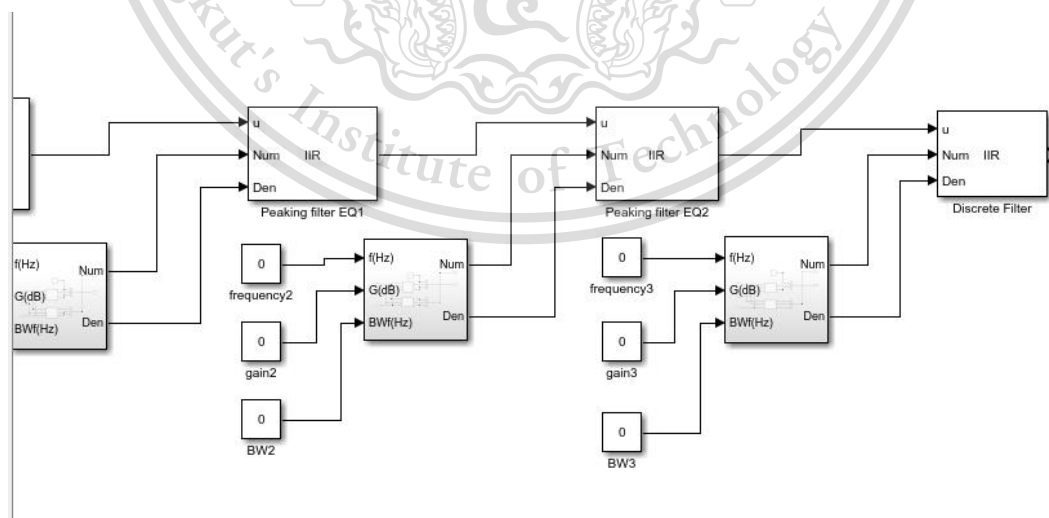 kut's Institute of Technology
u
Num IIR
Den
Peaking filter EQ1
u
Num IIR
Den
Peaking filter EQ2
u
Num IIR
Den
Discrete Filter
f(Hz)
G(dB)
BWf(Hz)
Num
Den
0
frequency2
0
gain2
0
BW2
f(Hz)
G(dB)
BWf(Hz)
Num
Den
0
frequency3
0
gain3
0
BW3
f(Hz)
G(dB)
BWf(Hz)
Num
Den